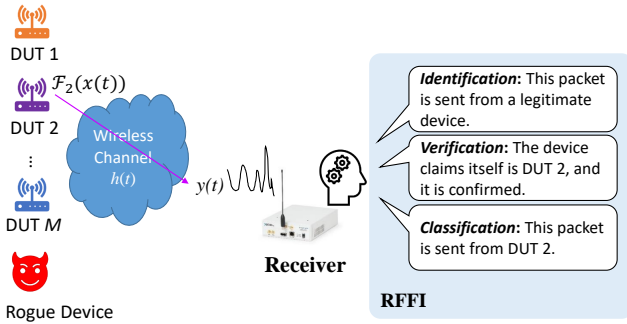 DUT 1
𝓕₂(x(t))
DUT 2
⋮
DUT M
Rogue Device
Wireless
Channel
h(t)
y(t)
Receiver
Identification: This packet
is sent from a legitimate
device.
Verification: The device
claims itself is DUT 2, and
it is confirmed.
Classification: This packet
is sent from DUT 2.
RFFI